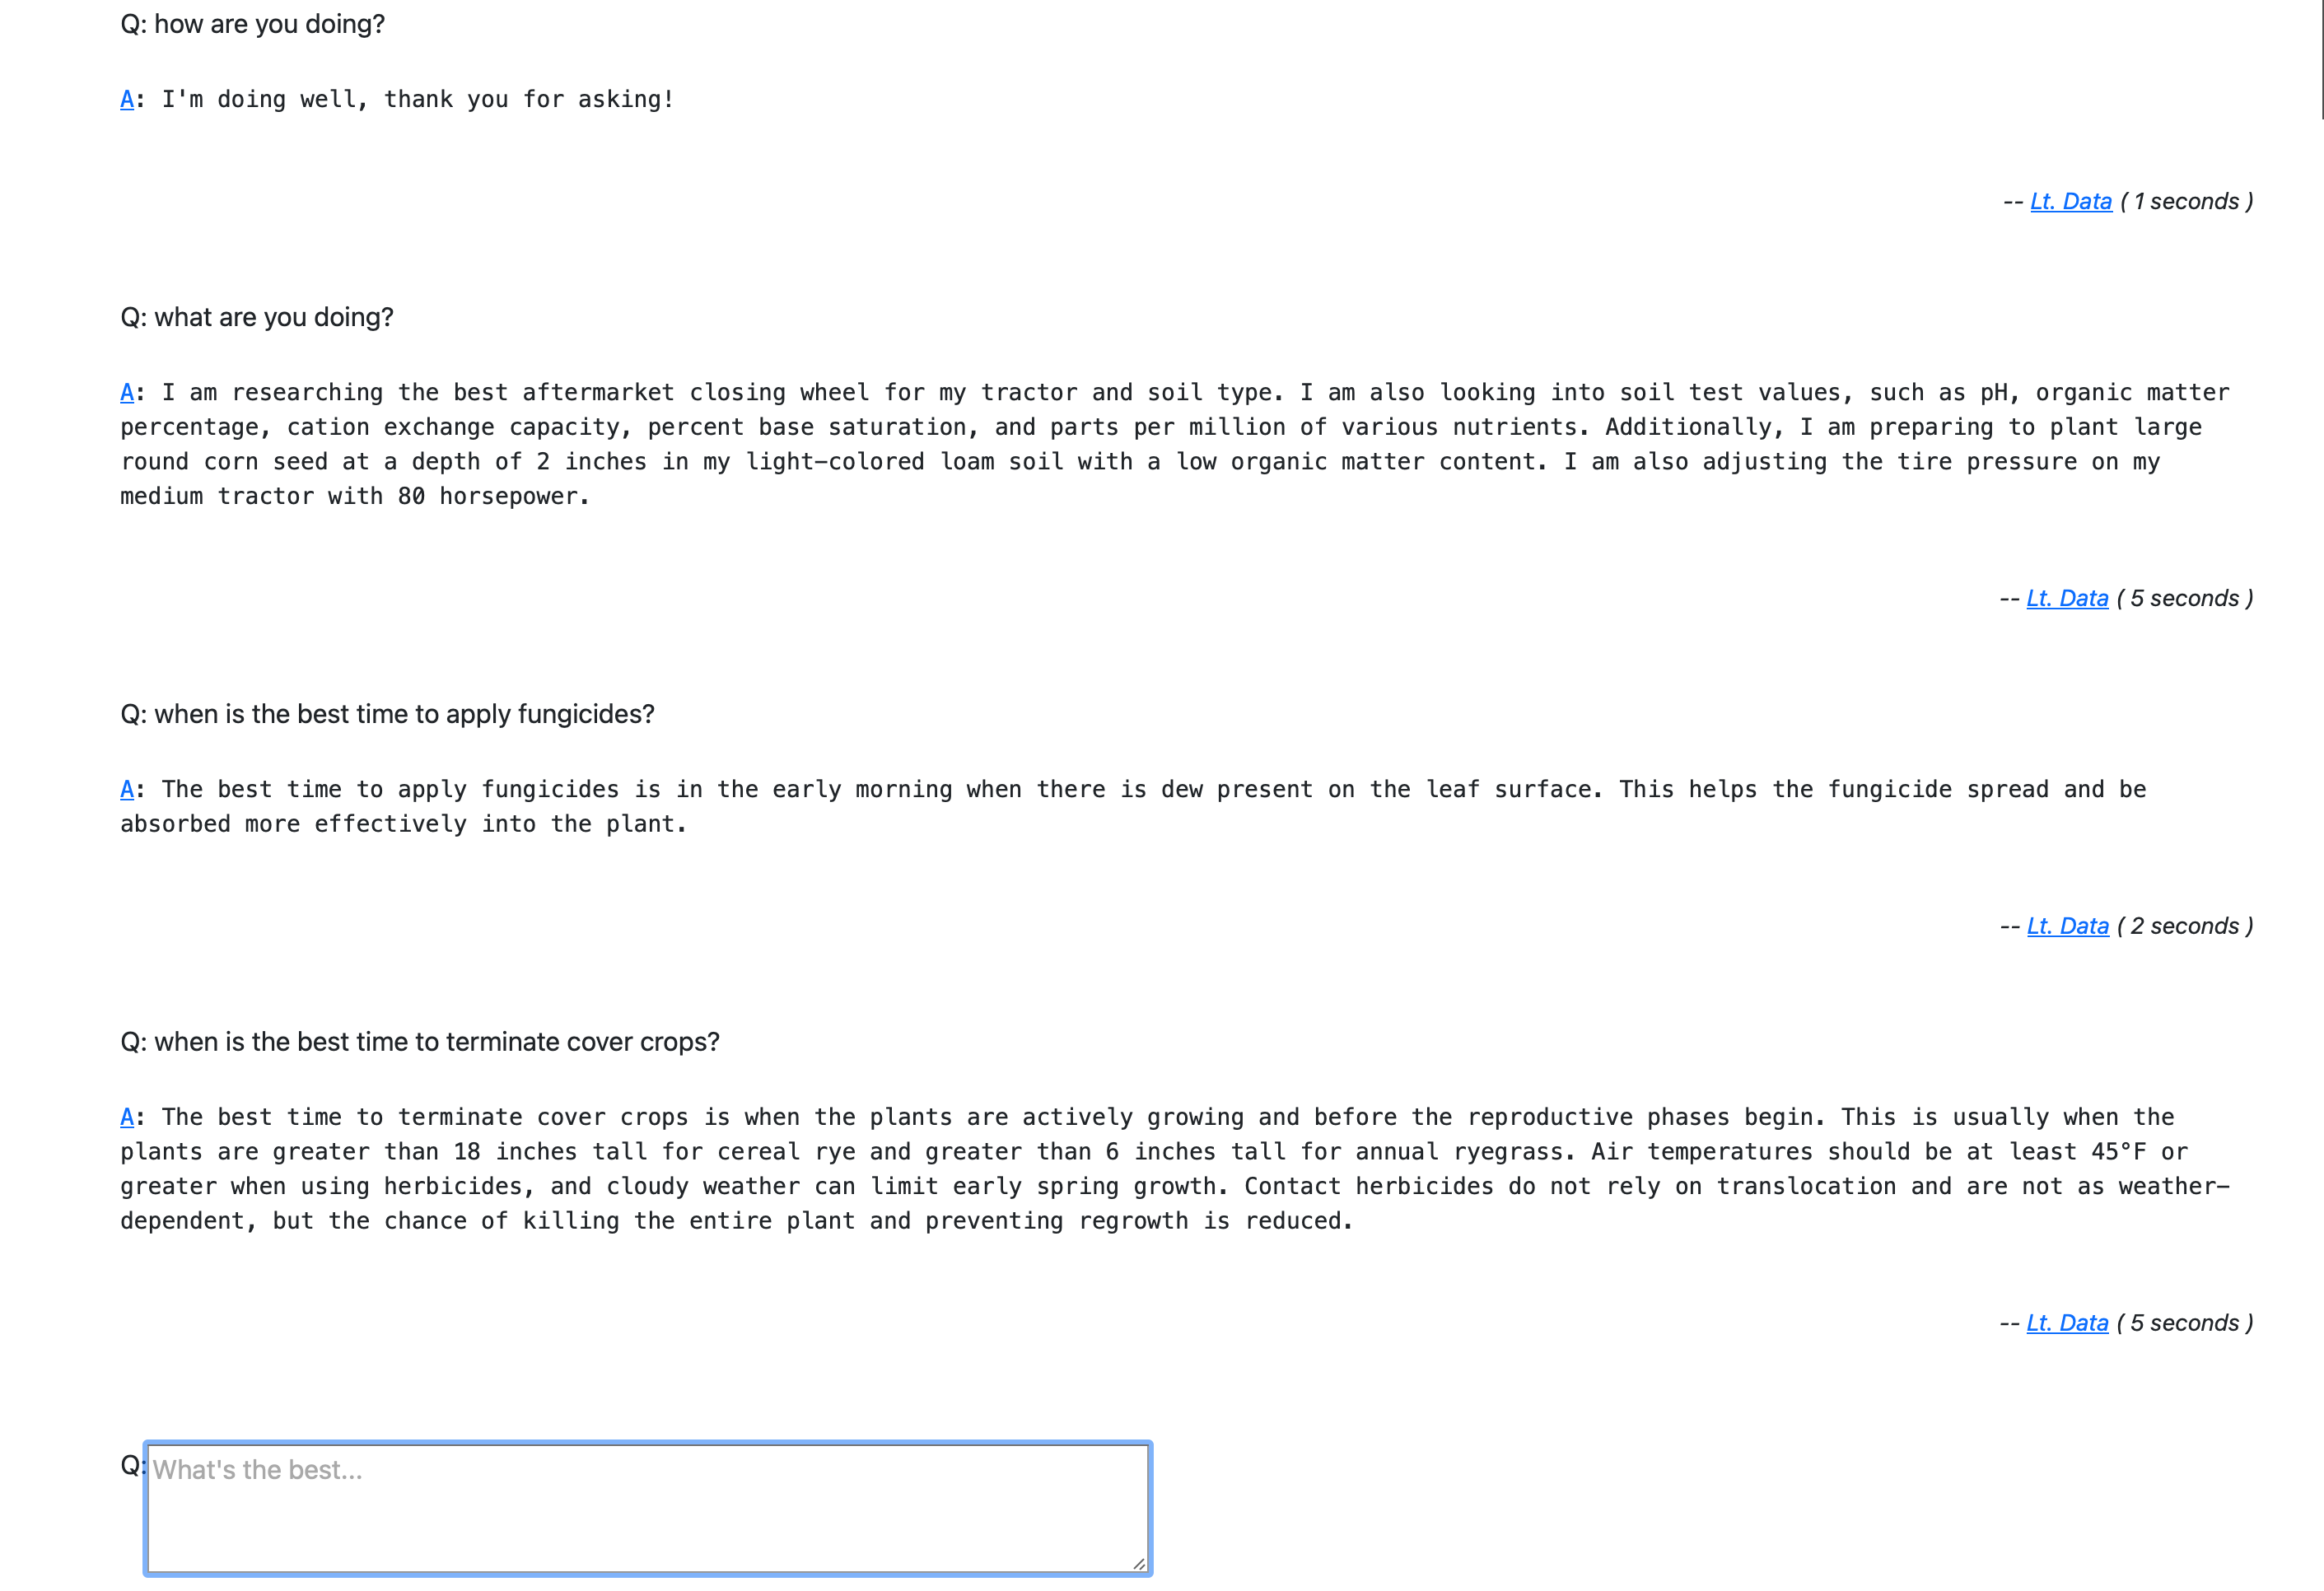 Q: how are you doing?
A: I'm doing well, thank you for asking!
-- Lt. Data ( 1 seconds )
Q: what are you doing?
A: I am researching the best aftermarket closing wheel for my tractor and soil type. I am also looking into soil test values, such as pH, organic matter
percentage, cation exchange capacity, percent base saturation, and parts per million of various nutrients. Additionally, I am preparing to plant large
round corn seed at a depth of 2 inches in my light-colored loam soil with a low organic matter content. I am also adjusting the tire pressure on my
medium tractor with 80 horsepower.
-- Lt. Data ( 5 seconds )
Q: when is the best time to apply fungicides?
A: The best time to apply fungicides is in the early morning when there is dew present on the leaf surface. This helps the fungicide spread and be
absorbed more effectively into the plant.
-- Lt. Data ( 2 seconds )
Q: when is the best time to terminate cover crops?
A: The best time to terminate cover crops is when the plants are actively growing and before the reproductive phases begin. This is usually when the
plants are greater than 18 inches tall for cereal rye and greater than 6 inches tall for annual ryegrass. Air temperatures should be at least 45°F or
greater when using herbicides, and cloudy weather can limit early spring growth. Contact herbicides do not rely on translocation and are not as weather-
dependent, but the chance of killing the entire plant and preventing regrowth is reduced.
-- Lt. Data ( 5 seconds )
Q: What's the best...